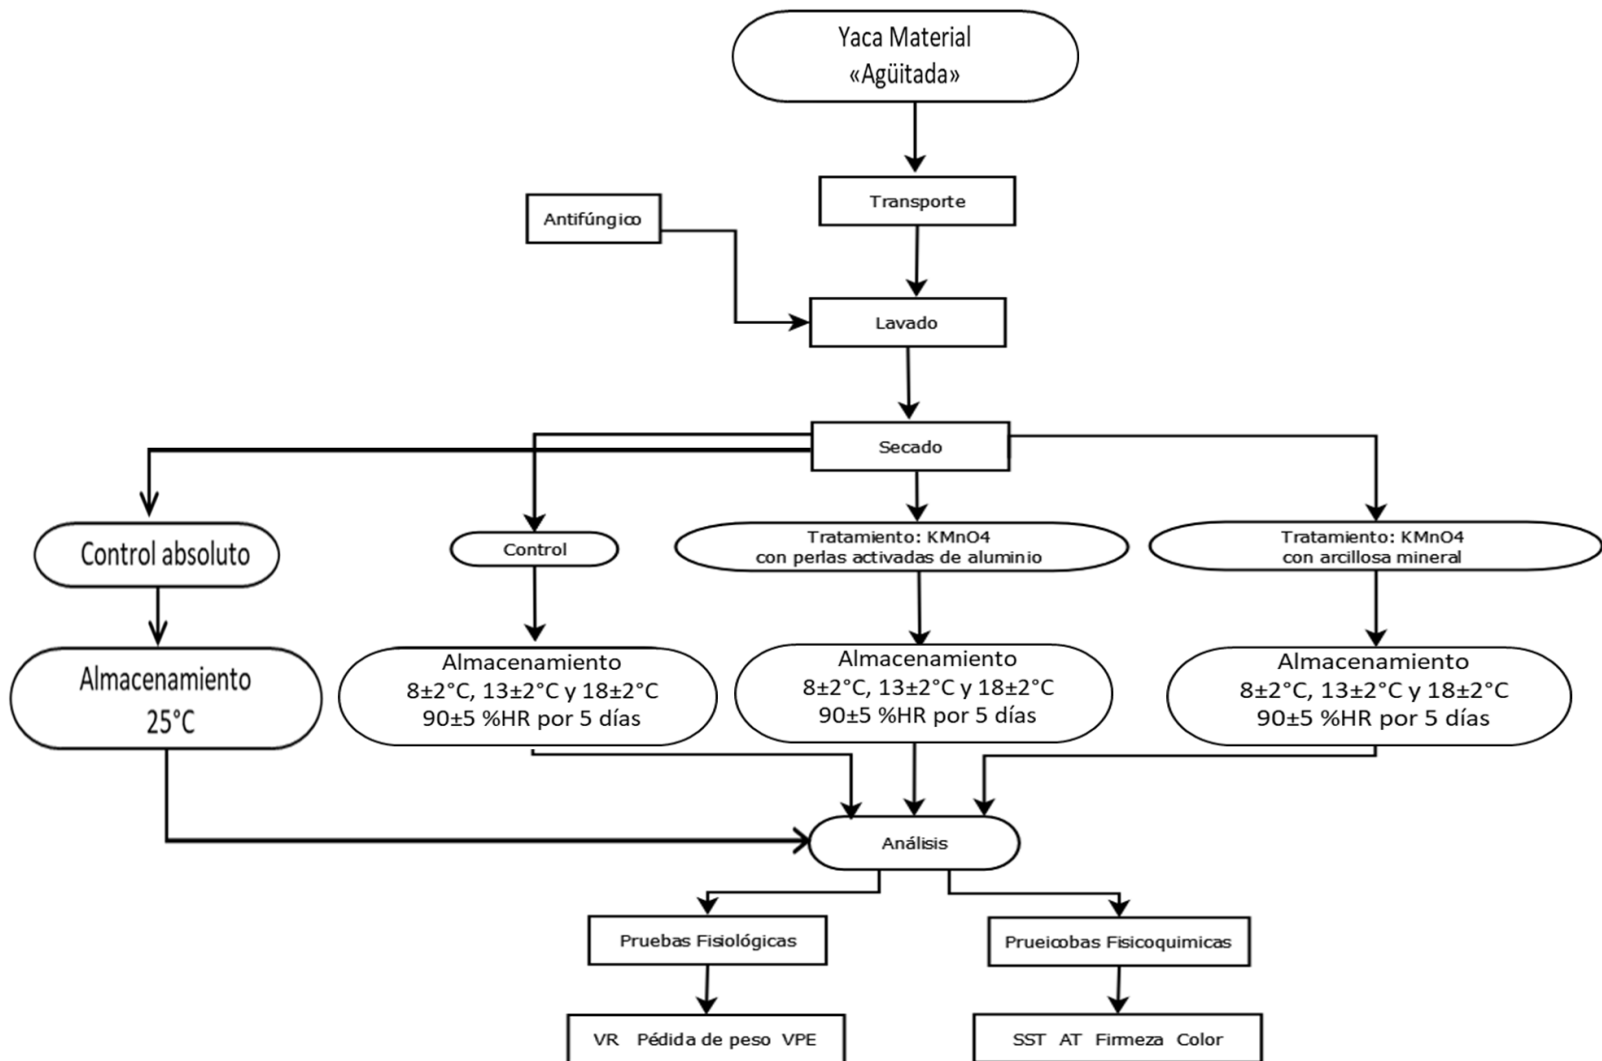 Yaca Material
«Agüitada»
Transporte
Antifúngico
Lavado
Secado
Control absoluto
Control
Tratamiento: KMnO4
con perlas activadas de aluminio
Tratamiento: KMnO4
con arcillosa mineral
Almacenamiento
25°C
Almacenamiento
8±2°C, 13±2°C y 18±2°C
90±5 %HR por 5 días
Almacenamiento
8±2°C, 13±2°C y 18±2°C
90±5 %HR por 5 días
Almacenamiento
8±2°C, 13±2°C y 18±2°C
90±5 %HR por 5 días
Análisis
Pruebas Fisiológicas
Prueicobas Fisicoquimicas
VR Pédida de peso VPE
SST AT Firmeza Color